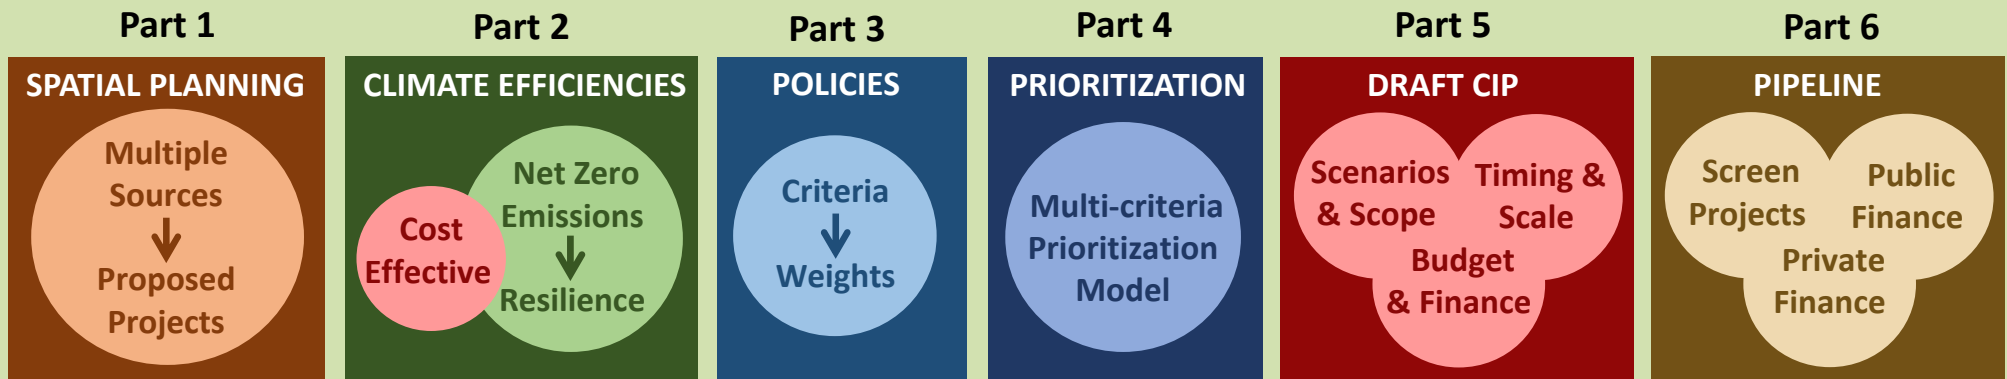 Part 1
SPATIAL PLANNING
Multiple
Sources
Proposed
Projects
Part 2
CLIMATE EFFICIENCIES
Cost
Effective
Net Zero
Emissions
Resilience
Part 3
POLICIES
Criteria
Weights
Part 4
PRIORITIZATION
Multi-criteria
Prioritization
Model
Part 5
DRAFT CIP
Scenarios
& Scope
Timing &
Scale
Budget
& Finance
Part 6
PIPELINE
Screen
Projects
Public
Finance
Private
Finance